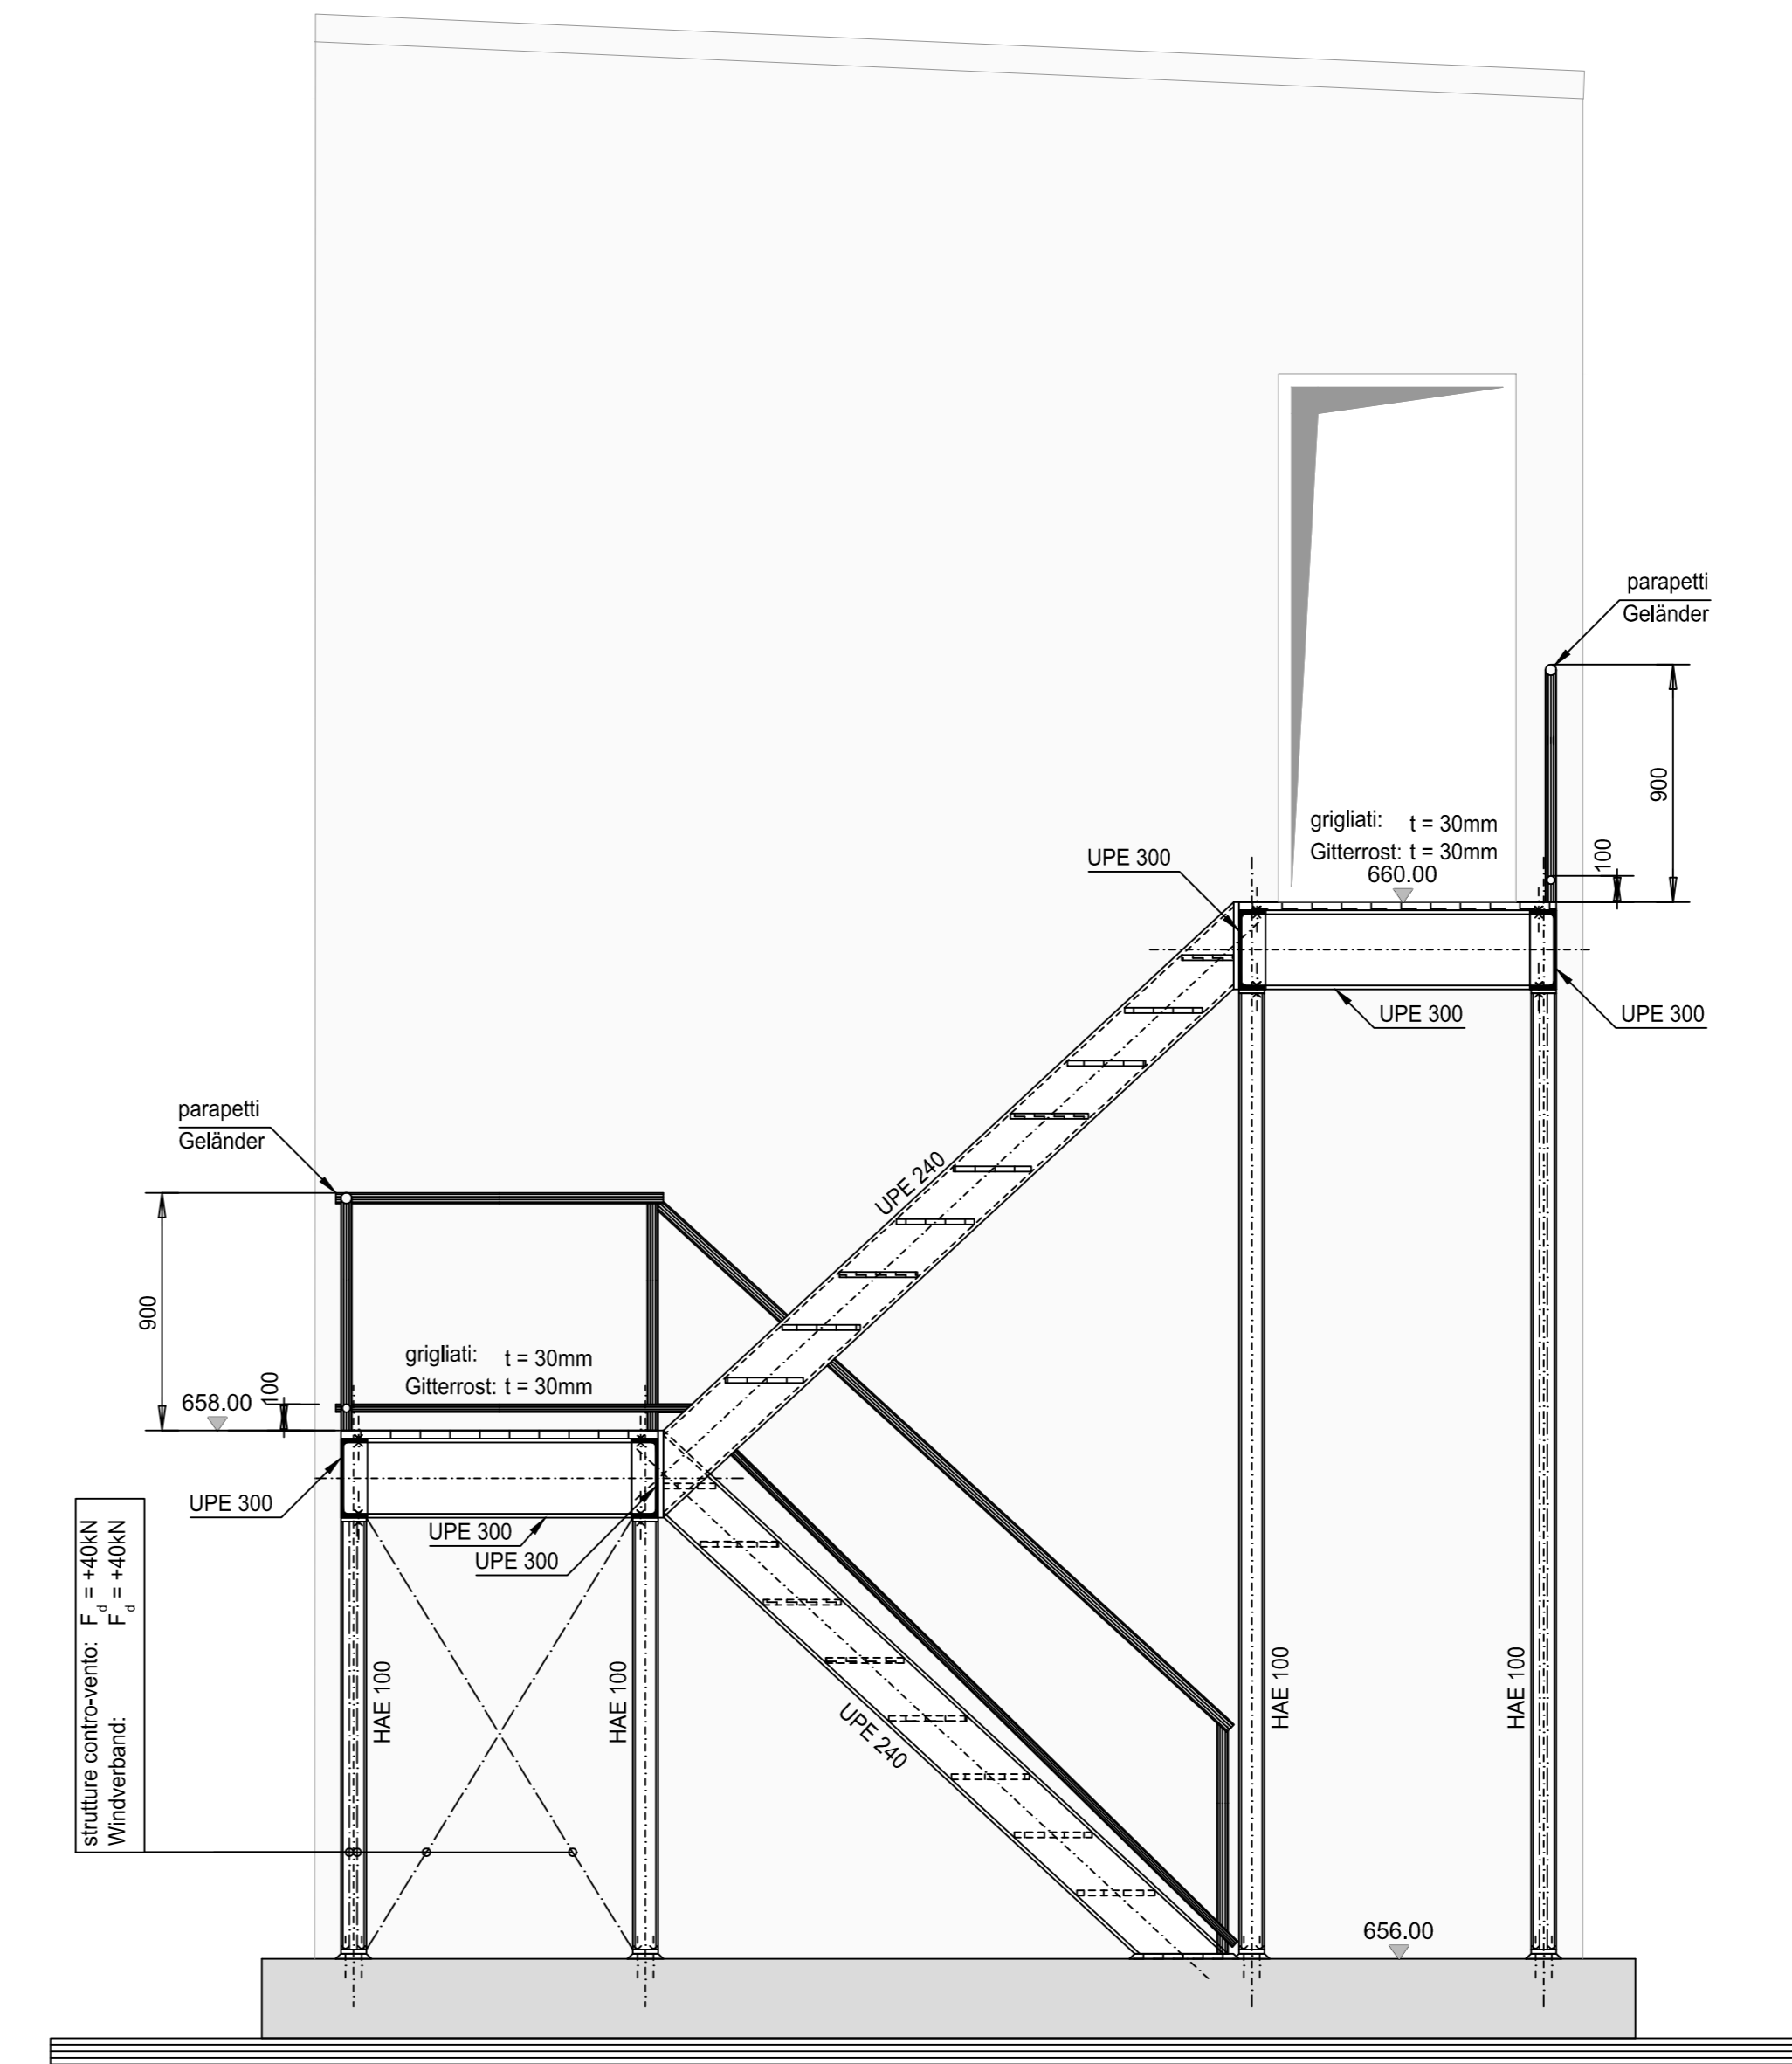 parapetti
Geländer
900
100
grigliati: t = 30mm
Gitterrost: t = 30mm
660.00
UPE 300
UPE 300
UPE 300
parapetti
Geländer
UPE 240
900
100
grigliati: t = 30mm
Gitterrost: t = 30mm
658.00
UPE 300
UPE 300
UPE 300
strutture contro-vento: Fd = +40kN
Windverband: Fd = +40kN
HAE 100
HAE 100
UPE 240
HAE 100
HAE 100
656.00